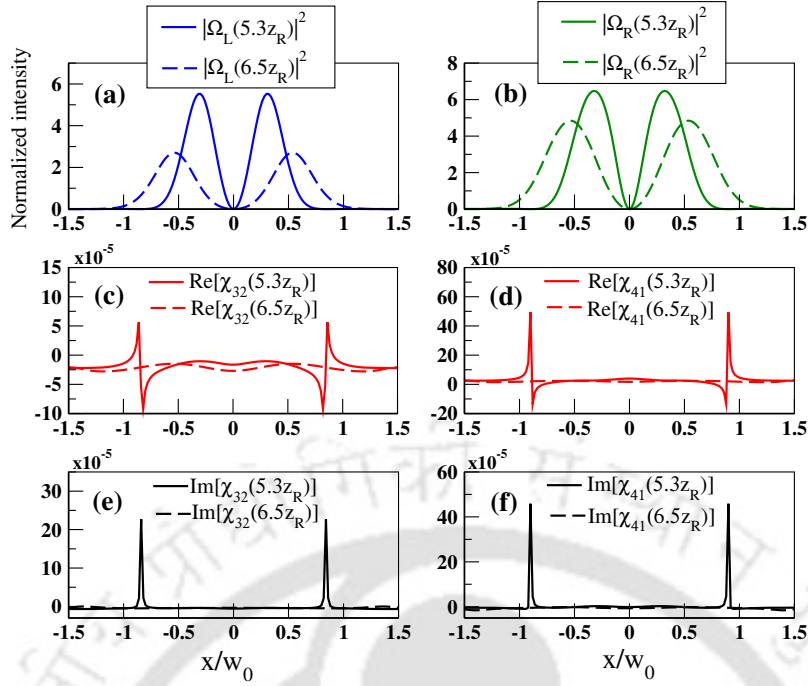 |Ω_L(5.3z_R)|^2
|Ω_L(6.5z_R)|^2
|Ω_R(5.3z_R)|^2
|Ω_R(6.5z_R)|^2
Normalized intensity
(a)
6
4
2
0
-1.5 -1 -0.5 0 0.5 1 1.5
(b)
8
6
4
2
0
-1.5 -1 -0.5 0 0.5 1 1.5
x10^-5
(c)
Re[χ_32(5.3z_R)]
Re[χ_32(6.5z_R)]
15
10
5
0
-5
-10
-1.5 -1 -0.5 0 0.5 1 1.5
x10^-5
(d)
Re[χ_41(5.3z_R)]
Re[χ_41(6.5z_R)]
80
60
40
20
0
-20
-1.5 -1 -0.5 0 0.5 1 1.5
x10^-5
(e)
Im[χ_32(5.3z_R)]
Im[χ_32(6.5z_R)]
30
20
10
0
-1.5 -1 -0.5 0 0.5 1 1.5
x/w_0
x10^-5
(f)
Im[χ_41(5.3z_R)]
Im[χ_41(6.5z_R)]
60
40
20
0
-1.5 -1 -0.5 0 0.5 1 1.5
x/w_0